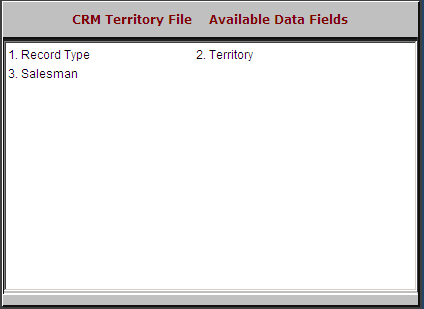 CRM Territory File Available Data Fields
1. Record Type 2. Territory
3. Salesman